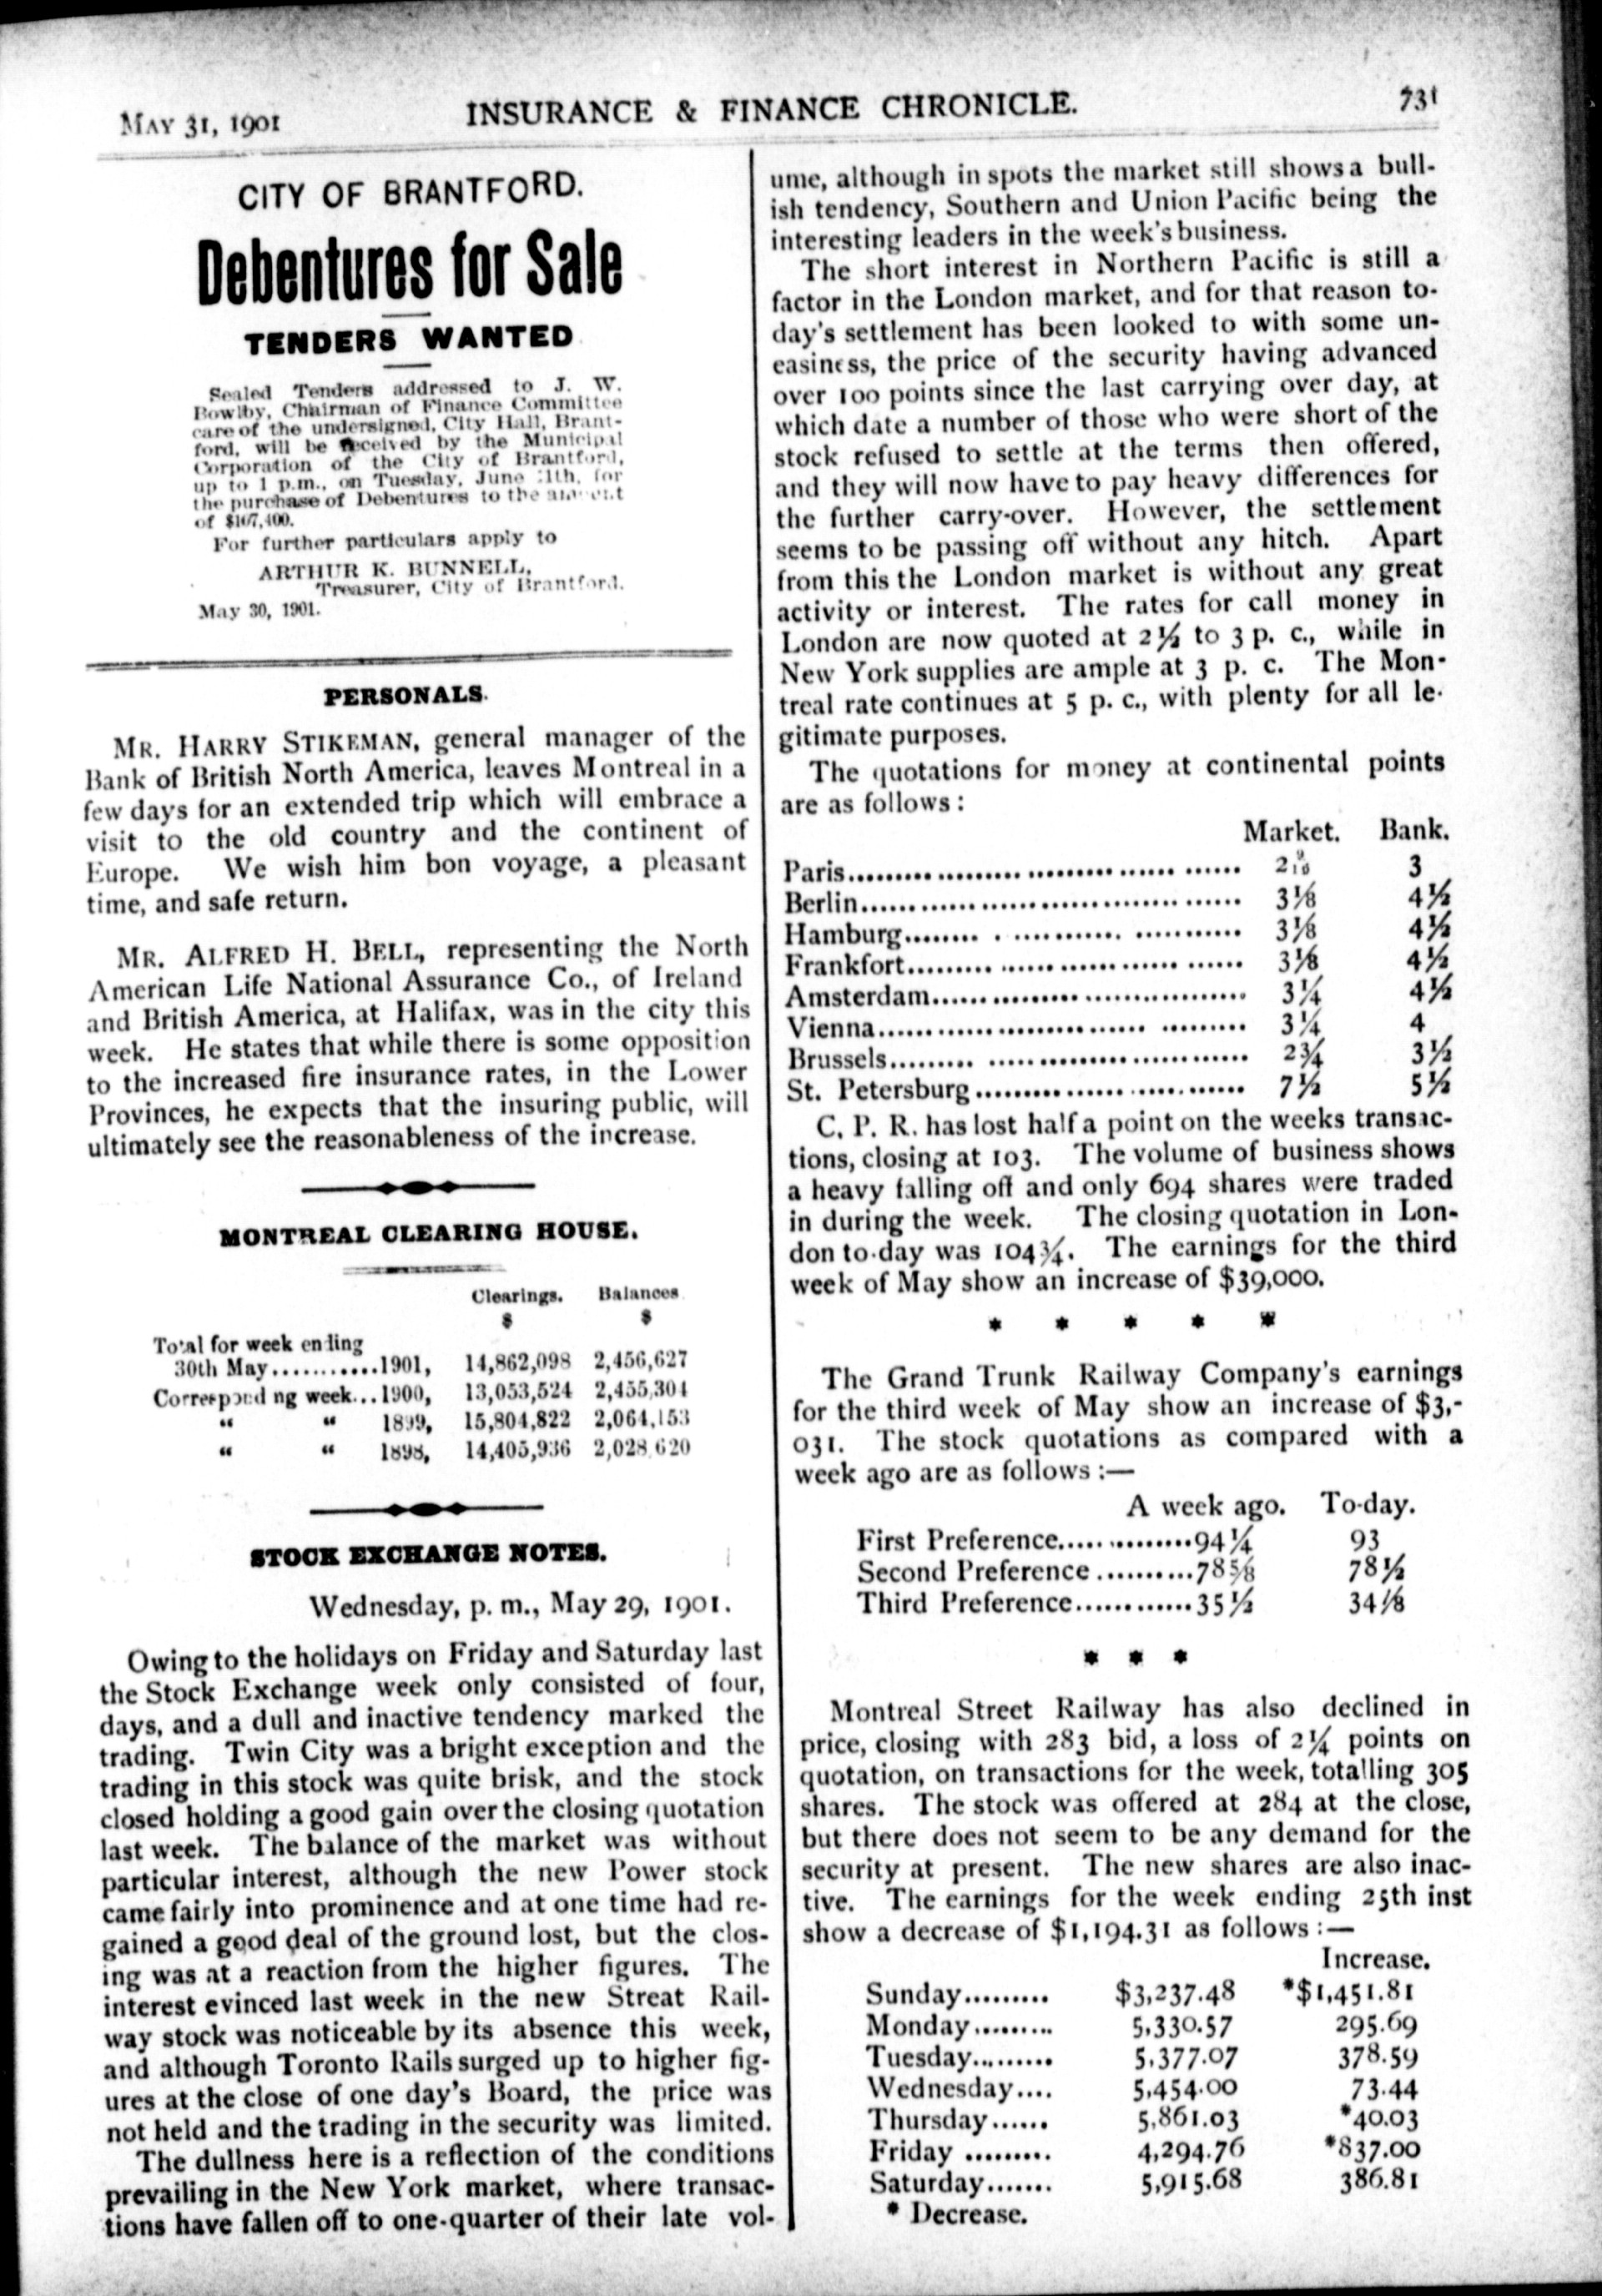 MAY 31, 1901
INSURANCE & FINANCE CHRONICLE.
731
CITY OF BRANTFORD.
Debentures for Sale
TENDERS WANTED
Sealed Tenders addressed to J. W.
Bowlby, Chairman of Finance Committee
care of the undersigned, City Hall, Brant-
ford, will be received by the Municipal
Corporation of the City of Brantford,
up to 1 p.m., on Tuesday, June 11th, for
the purchase of Debentures to the amount
of $107,400.
For further particulars apply to
ARTHUR K. BUNNELL,
Treasurer, City of Brantford.
May 30, 1901.
PERSONALS.
MR. HARRY STIKEMAN, general manager of the
Bank of British North America, leaves Montreal in a
few days for an extended trip which will embrace a
visit to the old country and the continent of
Europe. We wish him bon voyage, a pleasant
time, and safe return.
MR. ALFRED H. BELL, representing the North
American Life National Assurance Co., of Ireland
and British America, at Halifax, was in the city this
week. He states that while there is some opposition
to the increased fire insurance rates, in the Lower
Provinces, he expects that the insuring public, will
ultimately see the reasonableness of the increase.
MONTREAL CLEARING HOUSE.
Clearings. Balances
$ $
Total for week ending
30th May...........1901, 14,862,098 2,456,627
Corresponding week...1900, 13,053,524 2,455,304
“ “ 1899, 15,804,822 2,064,153
“ “ 1898, 14,405,936 2,028,620
STOCK EXCHANGE NOTES.
Wednesday, p. m., May 29, 1901.
Owing to the holidays on Friday and Saturday last
the Stock Exchange week only consisted of four,
days, and a dull and inactive tendency marked the
trading. Twin City was a bright exception and the
trading in this stock was quite brisk, and the stock
closed holding a good gain over the closing quotation
last week. The balance of the market was without
particular interest, although the new Power stock
came fairly into prominence and at one time had re-
gained a good deal of the ground lost, but the clos-
ing was at a reaction from the higher figures. The
interest evinced last week in the new Streat Rail-
way stock was noticeable by its absence this week,
and although Toronto Rails surged up to higher fig-
ures at the close of one day's Board, the price was
not held and the trading in the security was limited.
The dullness here is a reflection of the conditions
prevailing in the New York market, where transac-
tions have fallen off to one-quarter of their late vol-
ume, although in spots the market still shows a bull-
ish tendency, Southern and Union Pacific being the
interesting leaders in the week's business.
The short interest in Northern Pacific is still a
factor in the London market, and for that reason to-
day's settlement has been looked to with some un-
easiness, the price of the security having advanced
over 100 points since the last carrying over day, at
which date a number of those who were short of the
stock refused to settle at the terms then offered,
and they will now have to pay heavy differences for
the further carry-over. However, the settlement
seems to be passing off without any hitch. Apart
from this the London market is without any great
activity or interest. The rates for call money in
London are now quoted at 2½ to 3 p. c., while in
New York supplies are ample at 3 p. c. The Mon-
treal rate continues at 5 p. c., with plenty for all le-
gitimate purposes.
The quotations for money at continental points
are as follows :
Market. Bank.
Paris............ 2 9/16 3
Berlin............ 3⅛ 4½
Hamburg............ 3⅛ 4½
Frankfort............ 3⅛ 4½
Amsterdam............ 3¼ 4½
Vienna............ 3¼ 4
Brussels............ 2¾ 3½
St. Petersburg............ 7½ 5½
C. P. R. has lost half a point on the weeks transac-
tions, closing at 103. The volume of business shows
a heavy falling off and only 694 shares were traded
in during the week. The closing quotation in Lon-
don to-day was 104¾. The earnings for the third
week of May show an increase of $39,000.
* * * * *
The Grand Trunk Railway Company's earnings
for the third week of May show an increase of $3,-
031. The stock quotations as compared with a
week ago are as follows :—
A week ago. To-day.
First Preference...............94¼ 93
Second Preference ...........78⅝ 78½
Third Preference.............35½ 34⅛
* * *
Montreal Street Railway has also declined in
price, closing with 283 bid, a loss of 2¼ points on
quotation, on transactions for the week, totalling 305
shares. The stock was offered at 284 at the close,
but there does not seem to be any demand for the
security at present. The new shares are also inac-
tive. The earnings for the week ending 25th inst
show a decrease of $1,194.31 as follows :—
Increase.
Sunday......... $3,237.48 *$1,451.81
Monday......... 5,330.57 295.69
Tuesday......... 5,377.07 378.59
Wednesday.... 5,454.00 73.44
Thursday...... 5,861.03 *40.03
Friday ......... 4,294.76 *837.00
Saturday....... 5,915.68 386.81
* Decrease.